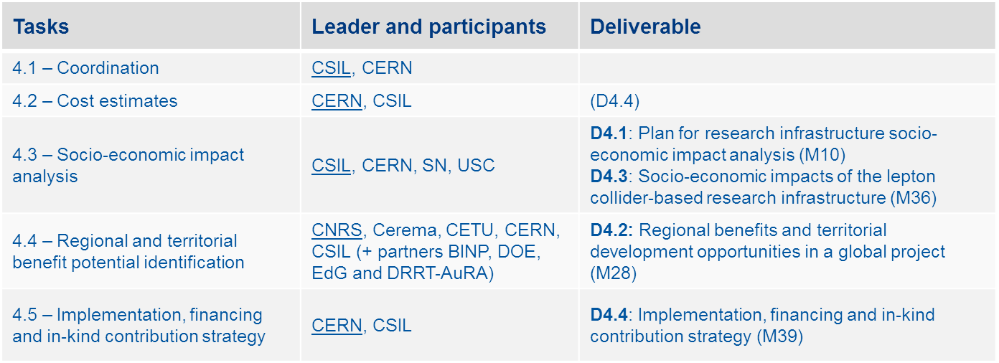 Tasks
Leader and participants
Deliverable
4.1 – Coordination
CSIL, CERN
4.2 – Cost estimates
CERN, CSIL
(D4.4)
4.3 – Socio-economic impact
analysis
CSIL, CERN, SN, USC
D4.1: Plan for research infrastructure socio-
economic impact analysis (M10)
D4.3: Socio-economic impacts of the lepton
collider-based research infrastructure (M36)
4.4 – Regional and territorial
benefit potential identification
CNRS, Cerema, CETU, CERN,
CSIL (+ partners BINP, DOE,
EdG and DRRT-AuRA)
D4.2: Regional benefits and territorial
development opportunities in a global project
(M28)
4.5 – Implementation, financing
and in-kind contribution strategy
CERN, CSIL
D4.4: Implementation, financing and in-kind
contribution strategy (M39)